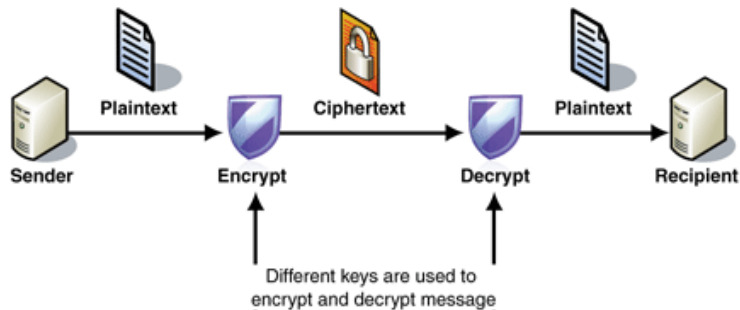 Plaintext
Ciphertext
Plaintext
Sender
Encrypt
Decrypt
Recipient
Different keys are used to
encrypt and decrypt message